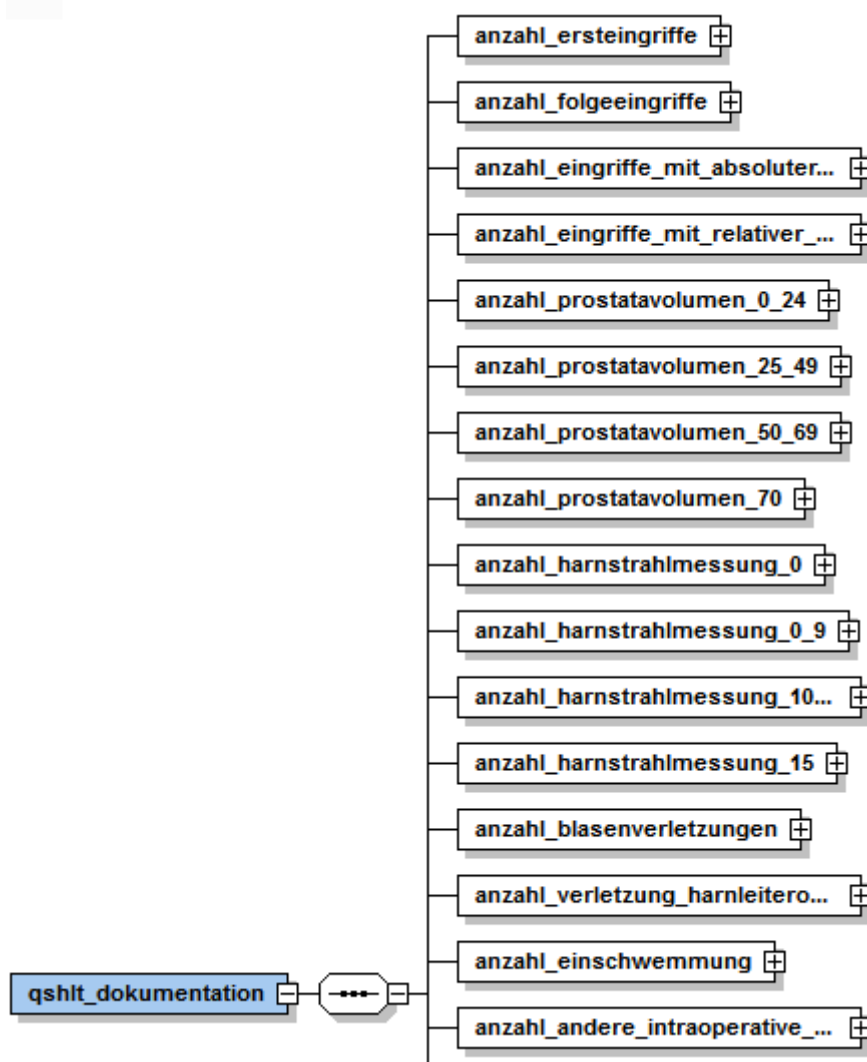 anzahl_ersteingriffe
anzahl_folgeeingriffe
anzahl_eingriffe_mit_absoluter...
anzahl_eingriffe_mit_relativer_...
anzahl_prostatavolumen_0_24
anzahl_prostatavolumen_25_49
anzahl_prostatavolumen_50_69
anzahl_prostatavolumen_70
anzahl_harnstrahlmessung_0
anzahl_harnstrahlmessung_0_9
anzahl_harnstrahlmessung_10...
anzahl_harnstrahlmessung_15
anzahl_blasenverletzungen
anzahl_verletzung_harnleitero...
anzahl_einschwemmung
qshlt_dokumentation
anzahl_andere_intraoperative_...